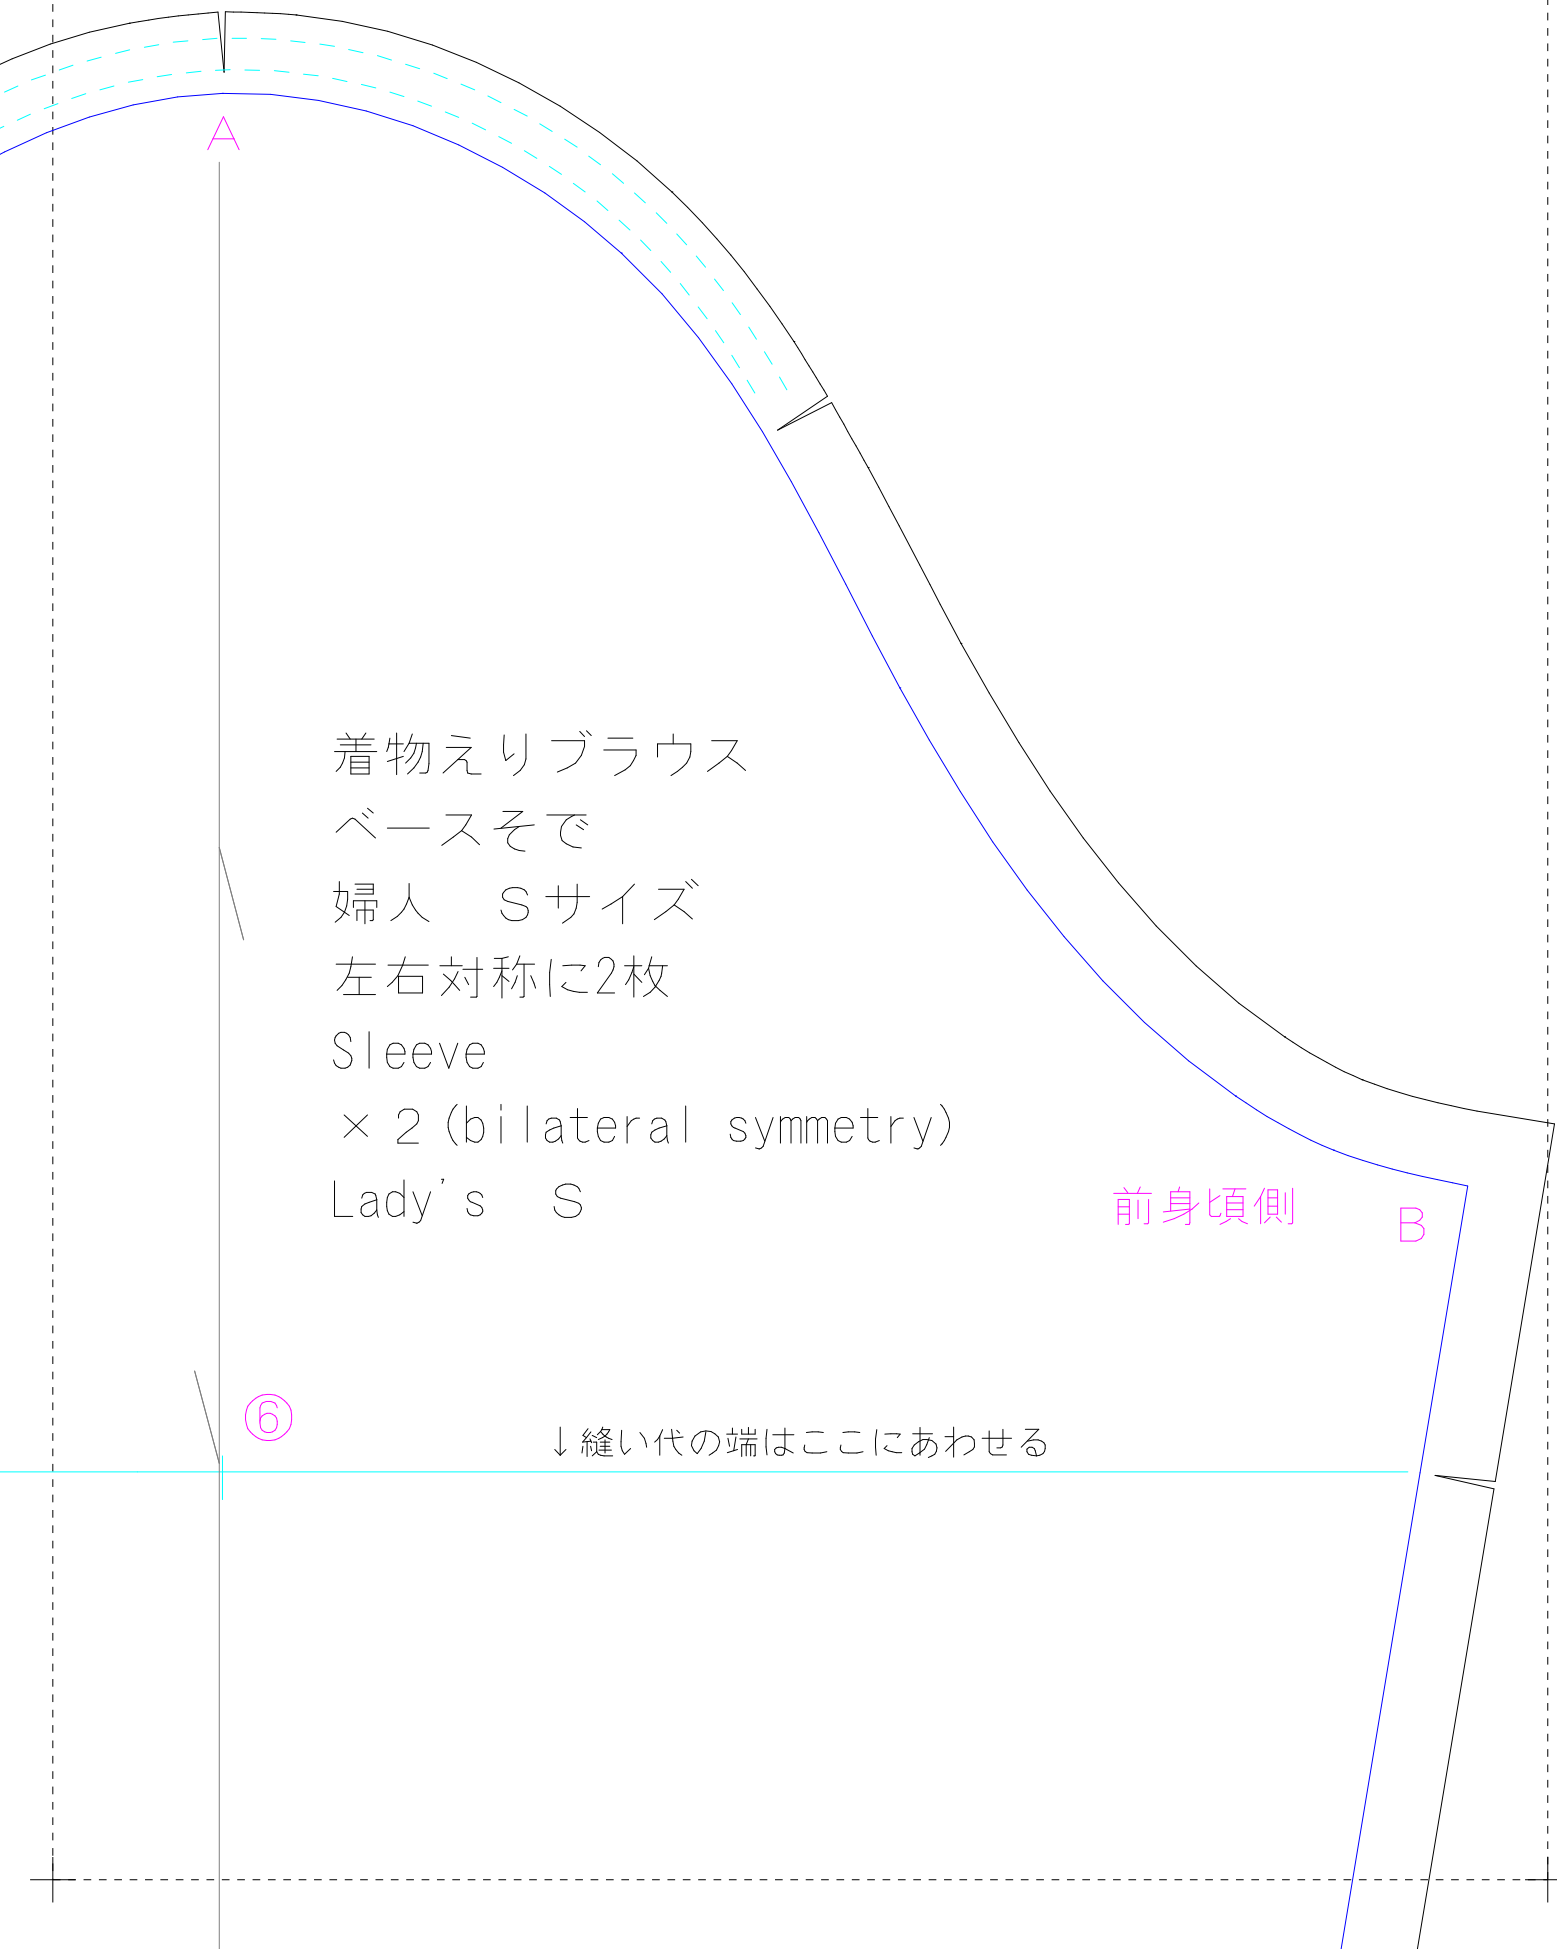 A
着物えりブラウス
ベースそで
婦人　Sサイズ
左右対称に2枚
Sleeve
×２(bilateral symmetry)
Lady's　S
前身頃側
B
⑥
↓縫い代の端はここにあわせる